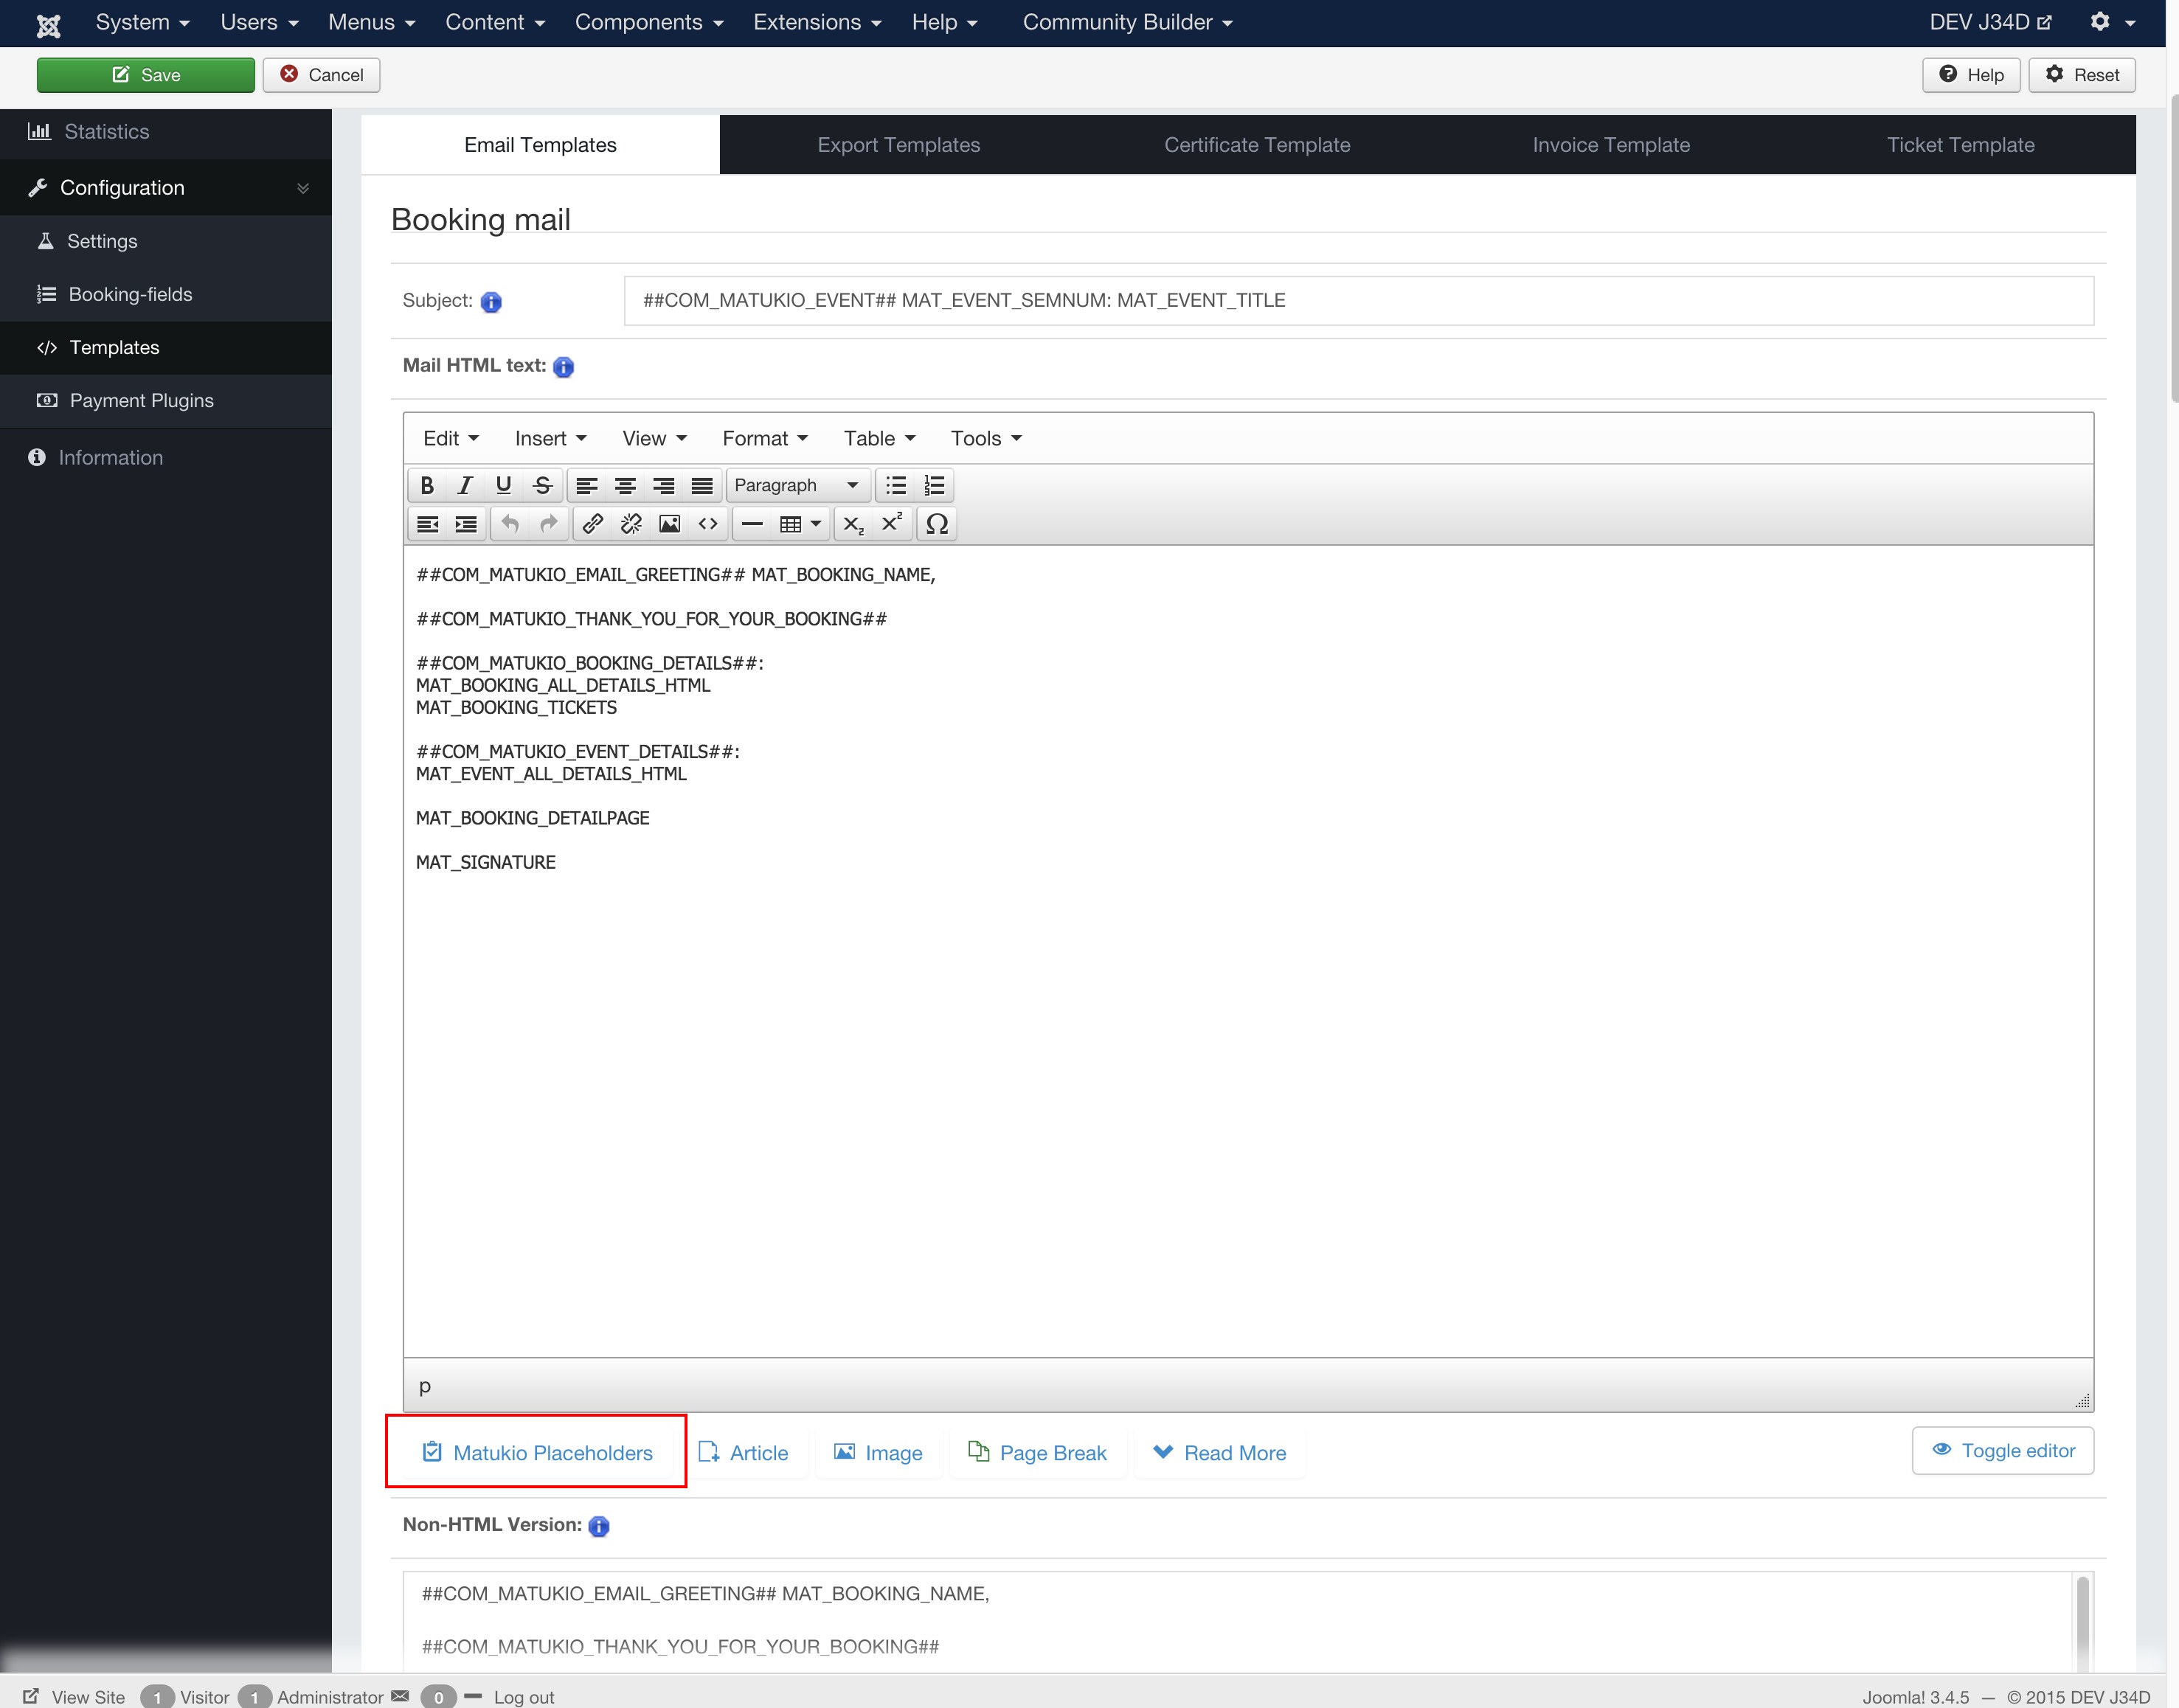 System Users Menus Content Components Extensions Help Community Builder DEV J34D
Save Cancel Help Reset
Statistics
Configuration
Settings
Booking-fields
Templates
Payment Plugins
Information
Email Templates Export Templates Certificate Template Invoice Template Ticket Template
Booking mail
Subject: ##COM_MATUKIO_EVENT## MAT_EVENT_SEMNUM: MAT_EVENT_TITLE
Mail HTML text:
Edit Insert View Format Table Tools
Paragraph
##COM_MATUKIO_EMAIL_GREETING## MAT_BOOKING_NAME,
##COM_MATUKIO_THANK_YOU_FOR_YOUR_BOOKING##
##COM_MATUKIO_BOOKING_DETAILS##:
MAT_BOOKING_ALL_DETAILS_HTML
MAT_BOOKING_TICKETS
##COM_MATUKIO_EVENT_DETAILS##:
MAT_EVENT_ALL_DETAILS_HTML
MAT_BOOKING_DETAILPAGE
MAT_SIGNATURE
p
Matukio Placeholders Article Image Page Break Read More Toggle editor
Non-HTML Version:
##COM_MATUKIO_EMAIL_GREETING## MAT_BOOKING_NAME,
##COM_MATUKIO_THANK_YOU_FOR_YOUR_BOOKING##
View Site 1 Visitor 1 Administrator 0 Log out Joomla! 3.4.5 — © 2015 DEV J34D